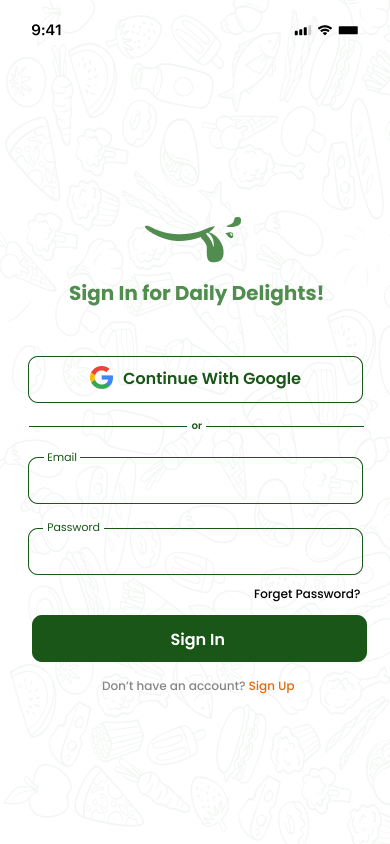 9:41
Sign In for Daily Delights!
Continue With Google
or
Email
Password
Forget Password?
Sign In
Don't have an account? Sign Up